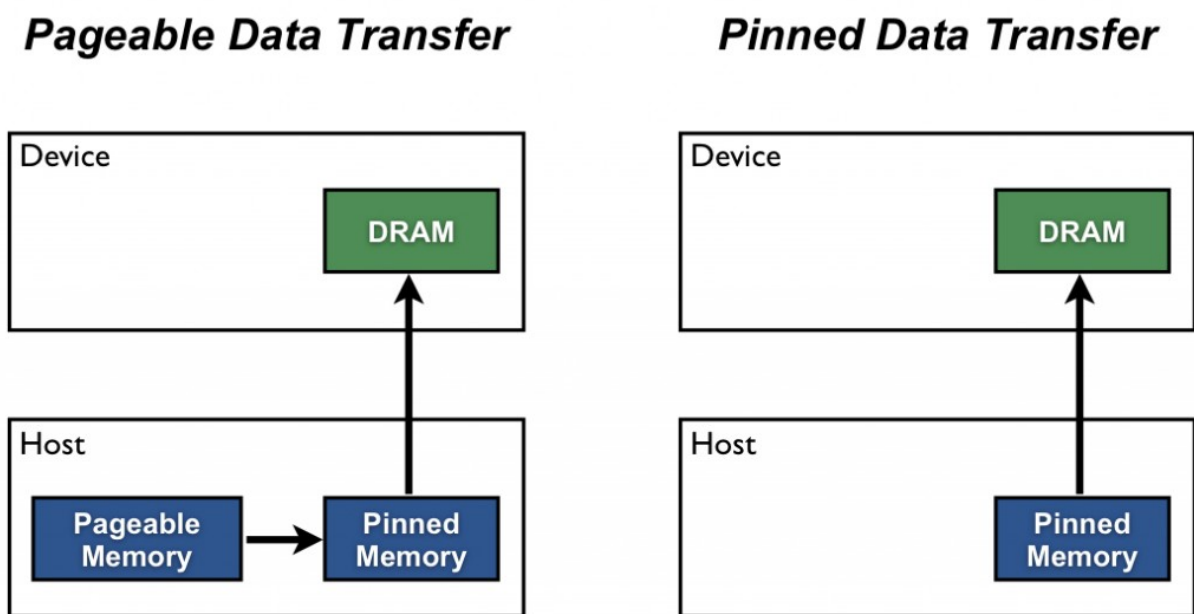 Pageable Data Transfer
Device
DRAM
Host
Pageable
Memory
Pinned
Memory
Pinned Data Transfer
Device
DRAM
Host
Pinned
Memory